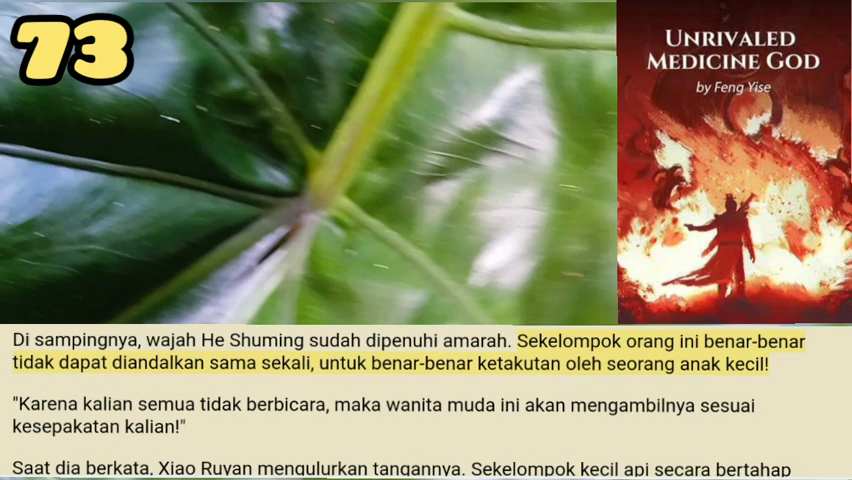 73
UNRIVALED
MEDICINE GOD
by Feng Yise
Di sampingnya, wajah He Shuming sudah dipenuhi amarah. Sekelompok orang ini benar-benar
tidak dapat diandalkan sama sekali, untuk benar-benar ketakutan oleh seorang anak kecil!
"Karena kalian semua tidak berbicara, maka wanita muda ini akan mengambilnya sesuai
kesepakatan kalian!"
Saat dia berkata, Xiao Ruyan mengulurkan tangannya. Sekelompok kecil api secara bertahap